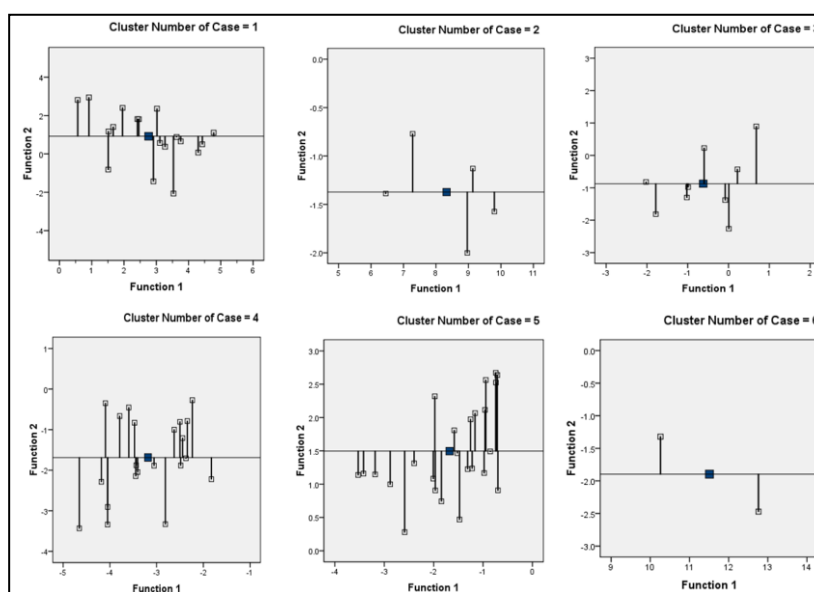 Cluster Number of Case = 1
Function 2
4
2
0
-2
-4
0 1 2 3 4 5 6
Function 1
Cluster Number of Case = 2
Function 2
0.0
-0.5
-1.0
-1.5
-2.0
5 6 7 8 9 10 11
Function 1
Cluster Number of Case =
Function 2
3
2
1
0
-1
-2
-3
-3 -2 -1 0 1 2
Function 1
Cluster Number of Case = 4
Function 2
1
-0
-1
-2
-3
-4
-5 -4 -3 -2 -1
Function 1
Cluster Number of Case = 5
Function 2
3.0
2.5
2.0
1.5
1.0
0.5
0.0
-4 -3 -2 -1 0
Function 1
Cluster Number of Case =
Function 2
0.0
-0.5
-1.0
-1.5
-2.0
-2.5
-3.0
9 10 11 12 13 14
Function 1